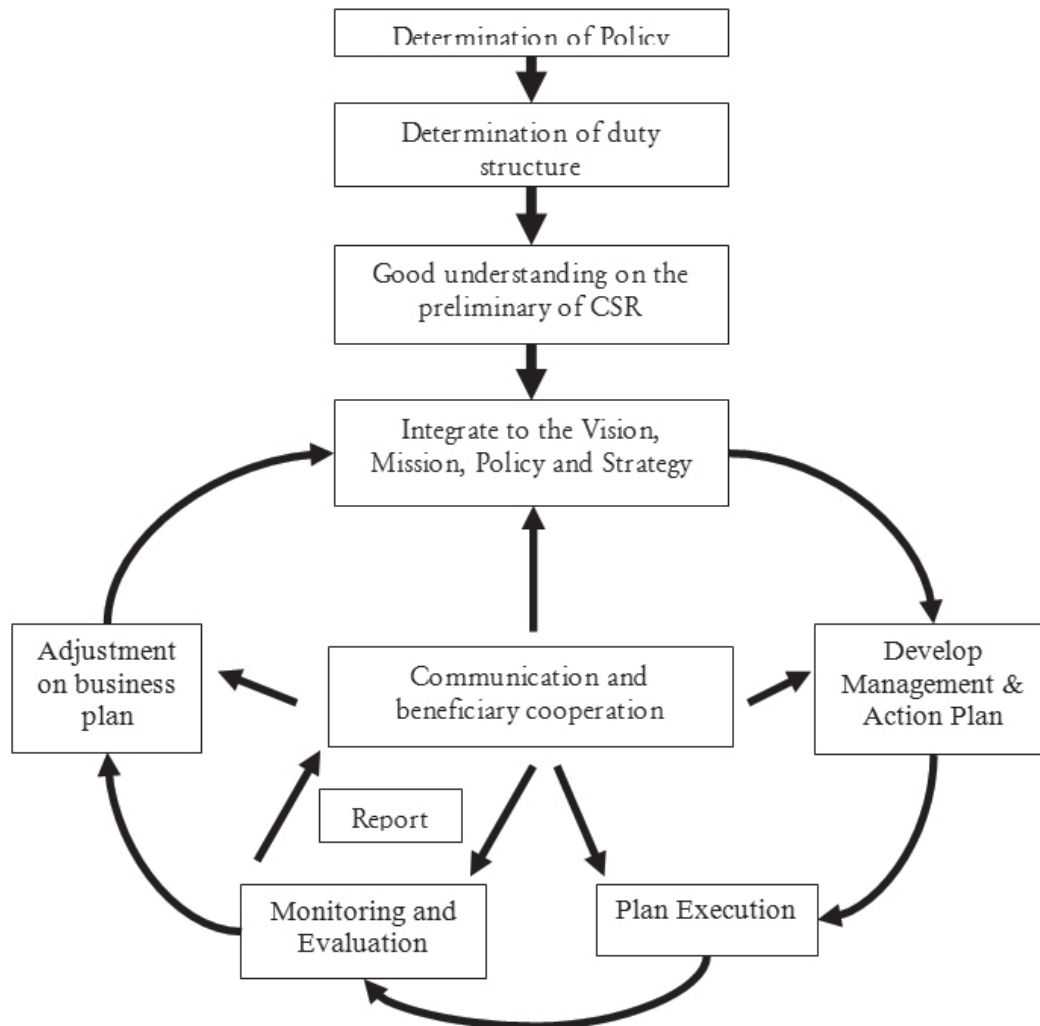 Determination of Policy
Determination of duty
structure
Good understanding on the
preliminary of CSR
Integrate to the Vision,
Mission, Policy and Strategy
Adjustment
on business
plan
Communication and
beneficiary cooperation
Develop
Management &
Action Plan
Report
Monitoring and
Evaluation
Plan Execution